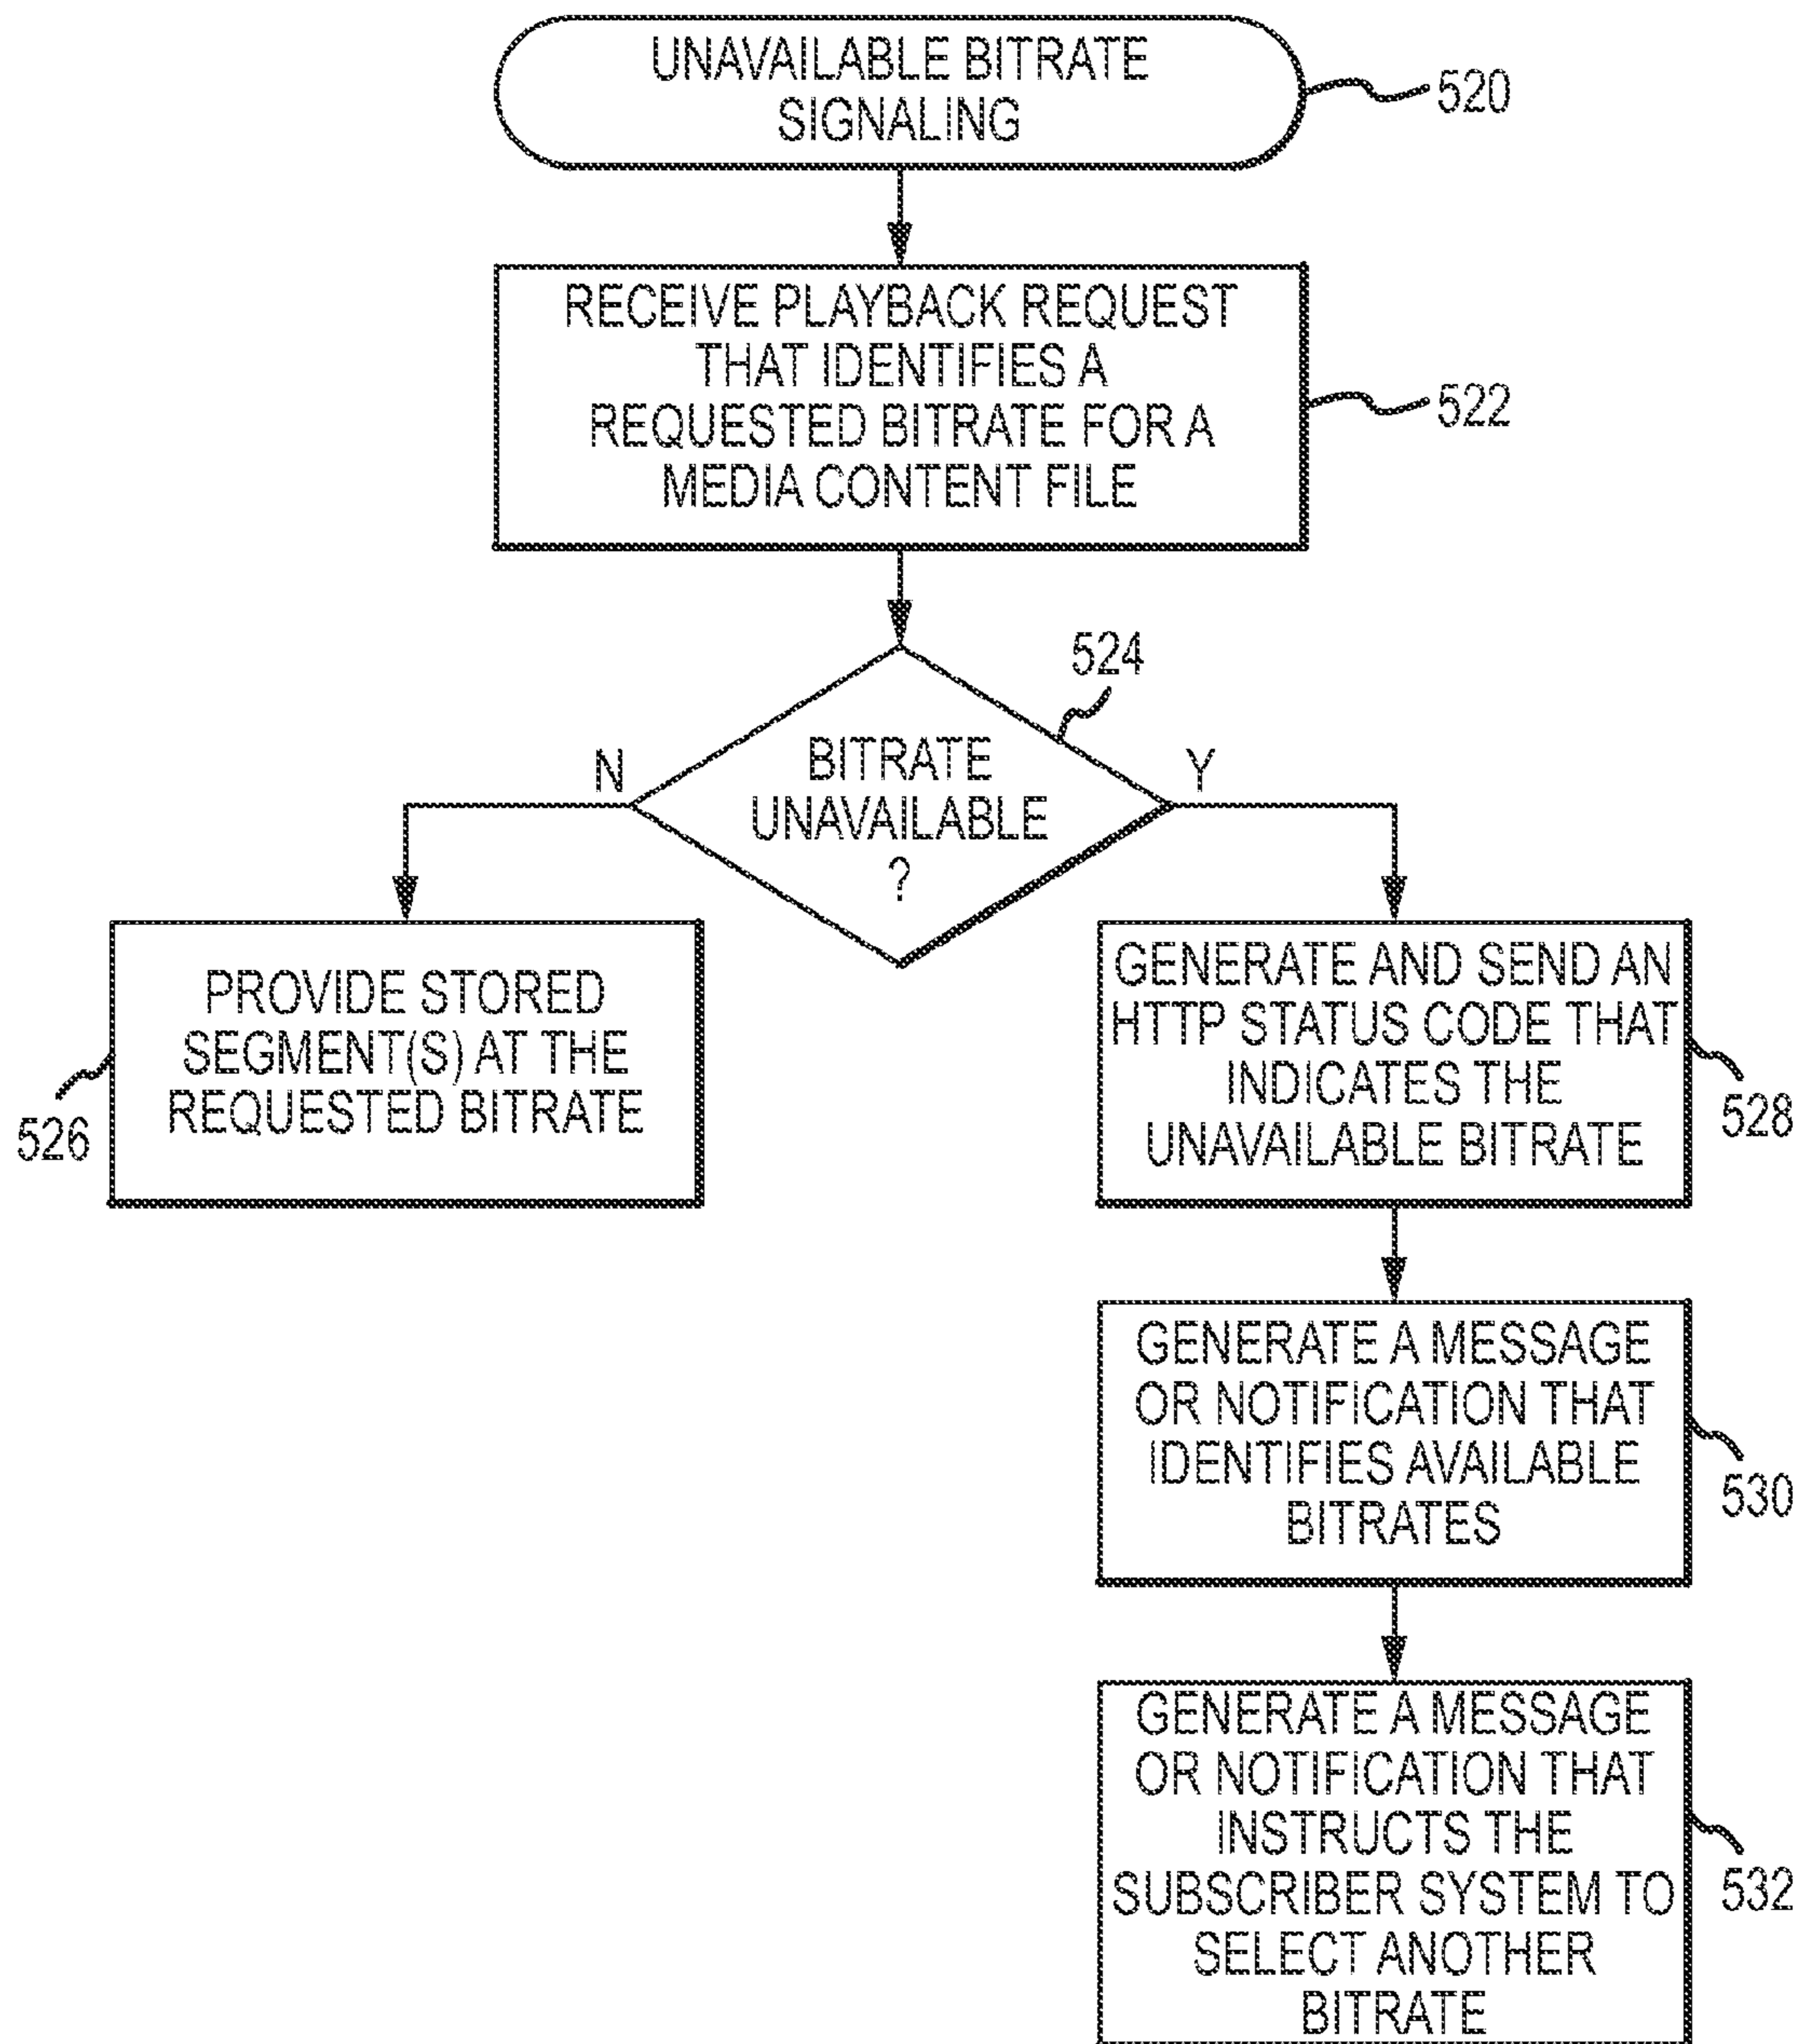 UNAVAILABLE BITRATE
SIGNALING
520
RECEIVE PLAYBACK REQUEST
THAT IDENTIFIES A
REQUESTED BITRATE FOR A
MEDIA CONTENT FILE
522
524
N
BITRATE
UNAVAILABLE
?
Y
PROVIDE STORED
SEGMENT(S) AT THE
REQUESTED BITRATE
526
GENERATE AND SEND AN
HTTP STATUS CODE THAT
INDICATES THE
UNAVAILABLE BITRATE
528
GENERATE A MESSAGE
OR NOTIFICATION THAT
IDENTIFIES AVAILABLE
BITRATES
530
GENERATE A MESSAGE
OR NOTIFICATION THAT
INSTRUCTS THE
SUBSCRIBER SYSTEM TO
SELECT ANOTHER
BITRATE
532